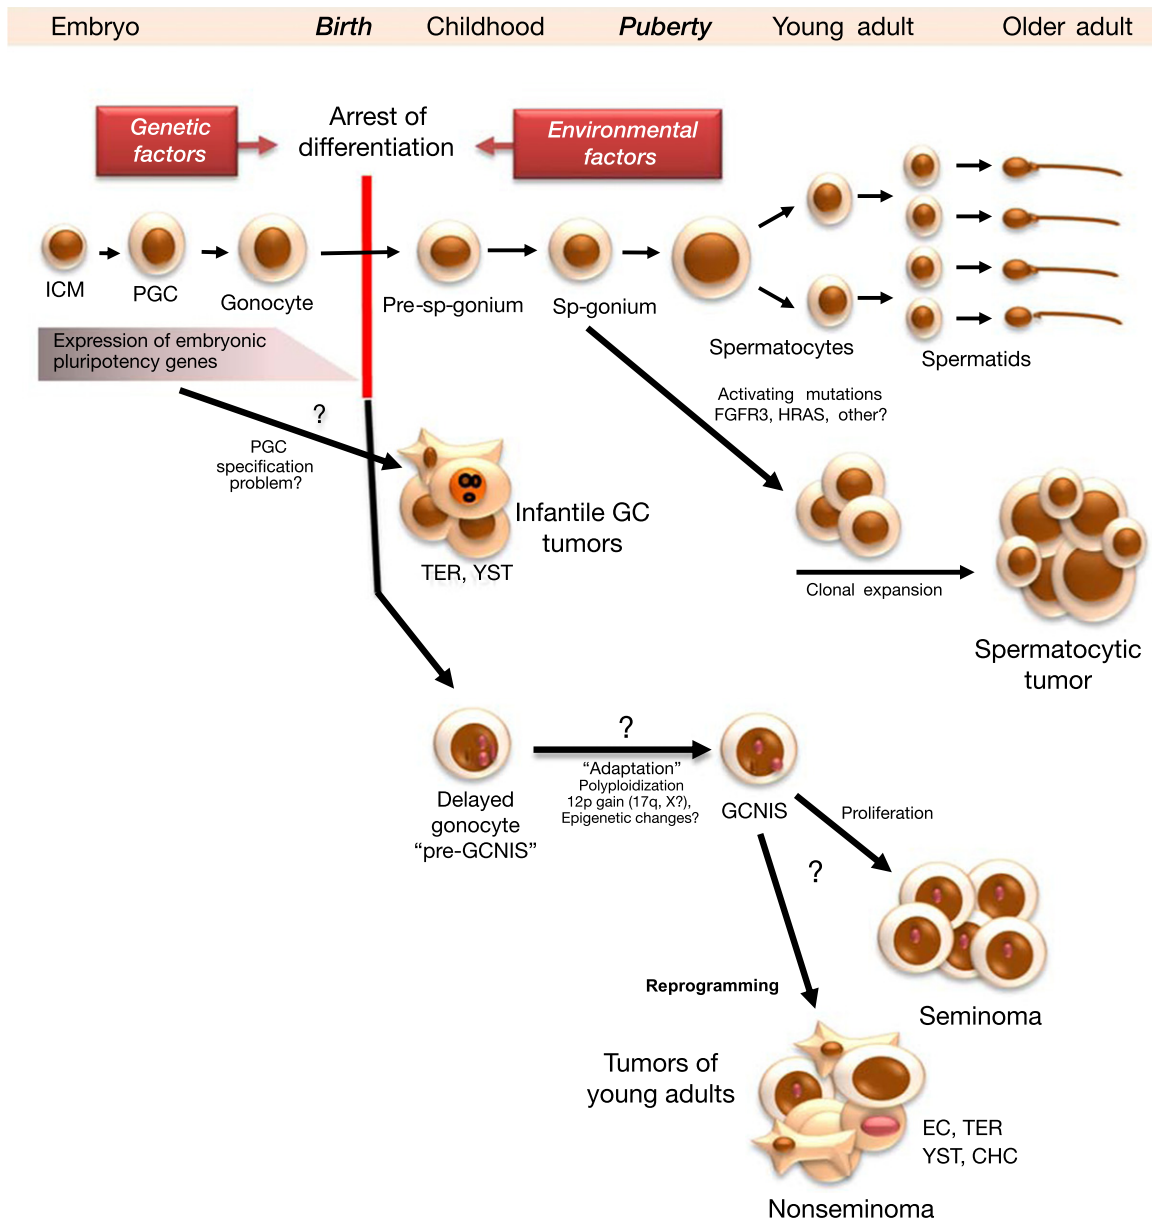 Embryo Birth Childhood Puberty Young adult Older adult
Genetic
factors
Arrest of
differentiation
Environmental
factors
ICM
PGC
Gonocyte
Pre-sp-gonium
Sp-gonium
Spermatocytes
Spermatids
Expression of embryonic
pluripotency genes
?
PGC
specification
problem?
Activating mutations
FGFR3, HRAS, other?
Infantile GC
tumors
TER, YST
Clonal expansion
Spermatocytic
tumor
Delayed
gonocyte
“pre-GCNIS”
?
“Adaptation”
Polyploidization
12p gain (17q, X?),
Epigenetic changes?
GCNIS
Proliferation
?
Reprogramming
Seminoma
Tumors of
young adults
EC, TER
YST, CHC
Nonseminoma